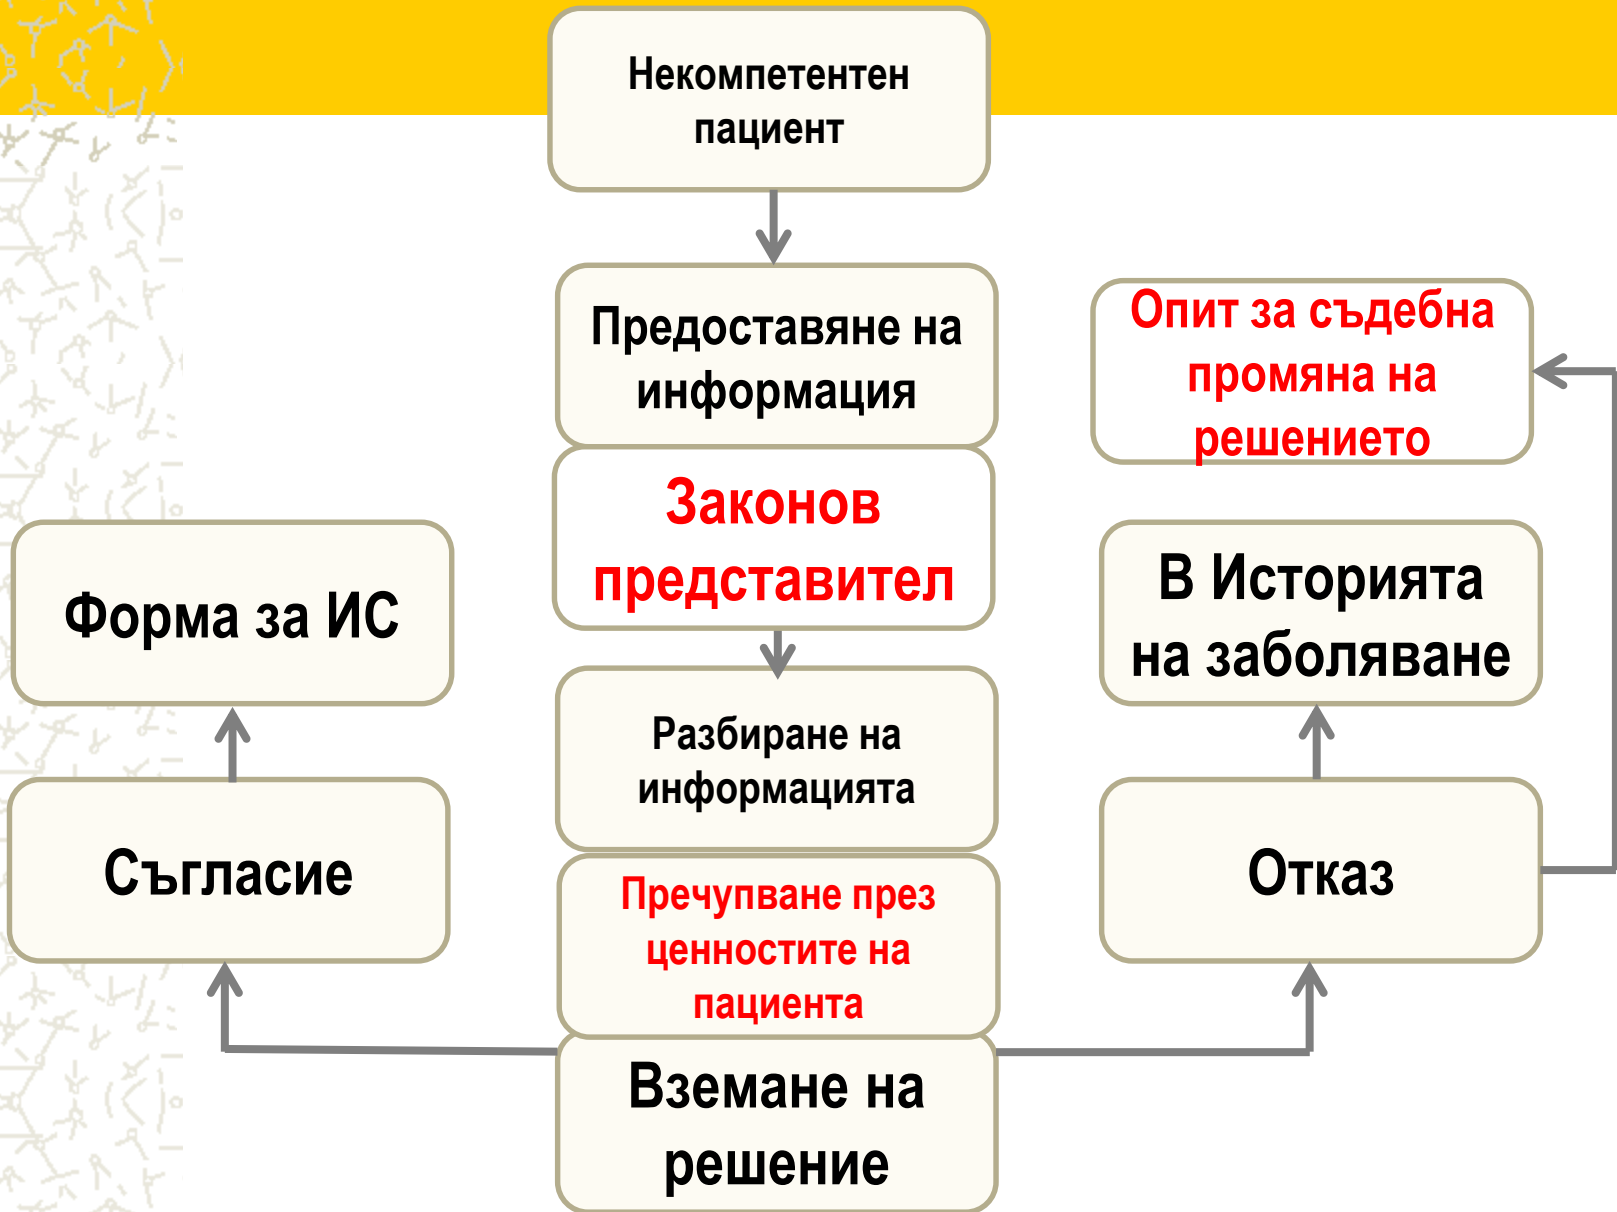 Некомпетентен
пациент
Предоставяне на
информация
Законов
представител
Разбиране на
информацията
Пречупване през
ценностите на
пациента
Вземане на
решение
Форма за ИС
Съгласие
Опит за съдебна
промяна на
решението
В Историята
на заболяване
Отказ